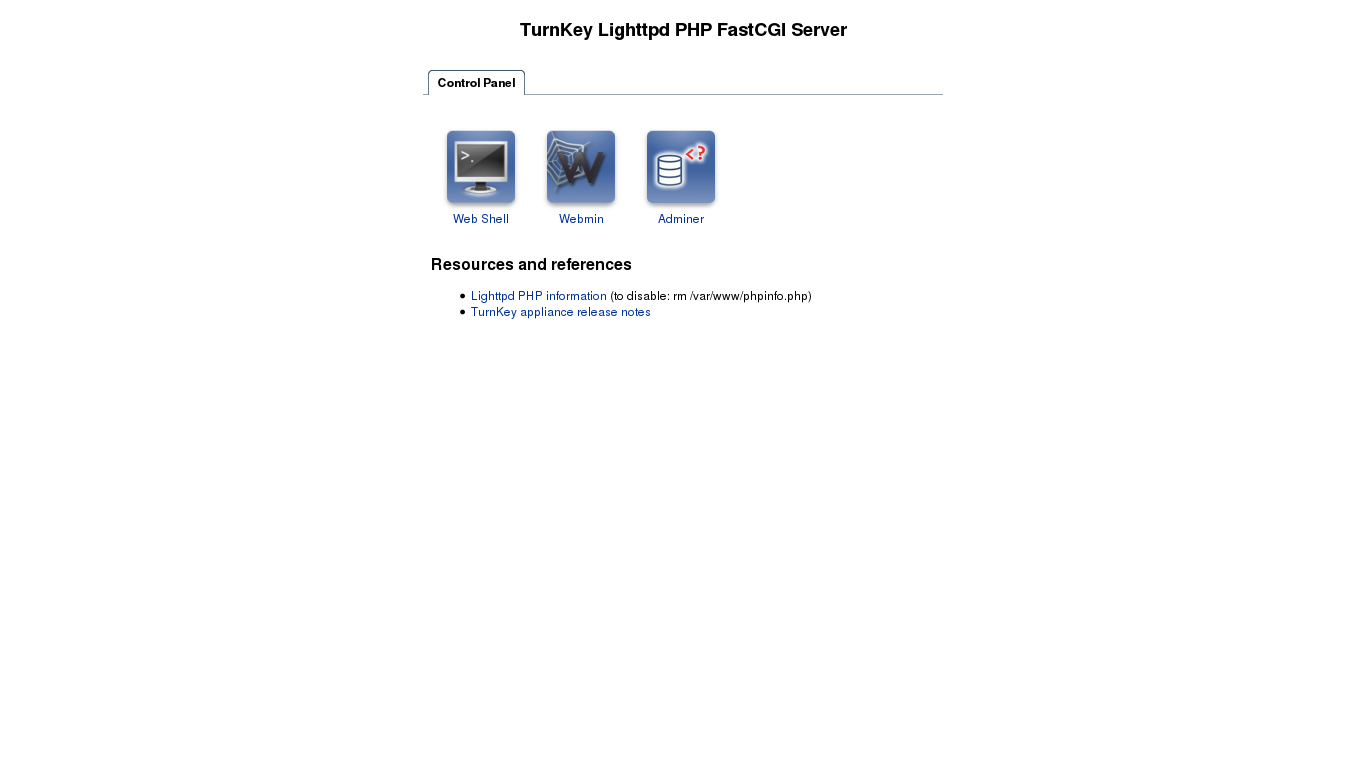 TurnKey Lighttpd PHP FastCGI Server
Control Panel
>_
W
<?
Web Shell
Webmin
Adminer
Resources and references
Lighttpd PHP information (to disable: rm /var/www/phpinfo.php)
TurnKey appliance release notes